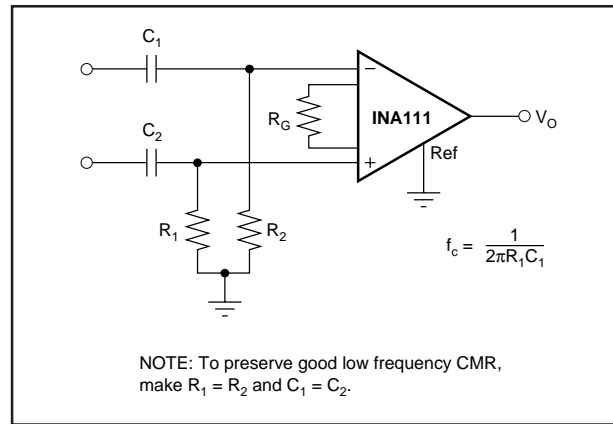 C1
C2
RG
−
INA111
+
Ref
VO
R1
R2
fc = 1
2πR1C1
NOTE: To preserve good low frequency CMR,
make R1 = R2 and C1 = C2.